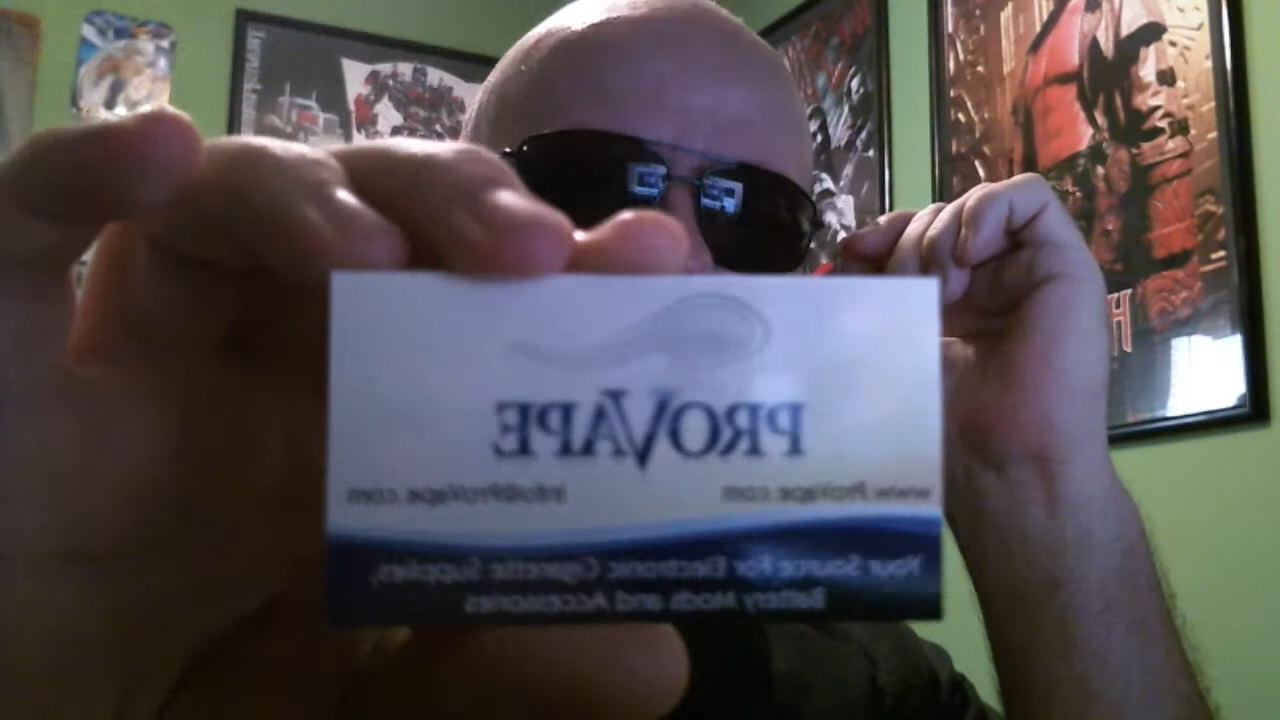 PROVAPE
www.ProVape.com info@ProVape.com
Your Source For Electronic Cigarette Supplies,
Battery Mods and Accessories